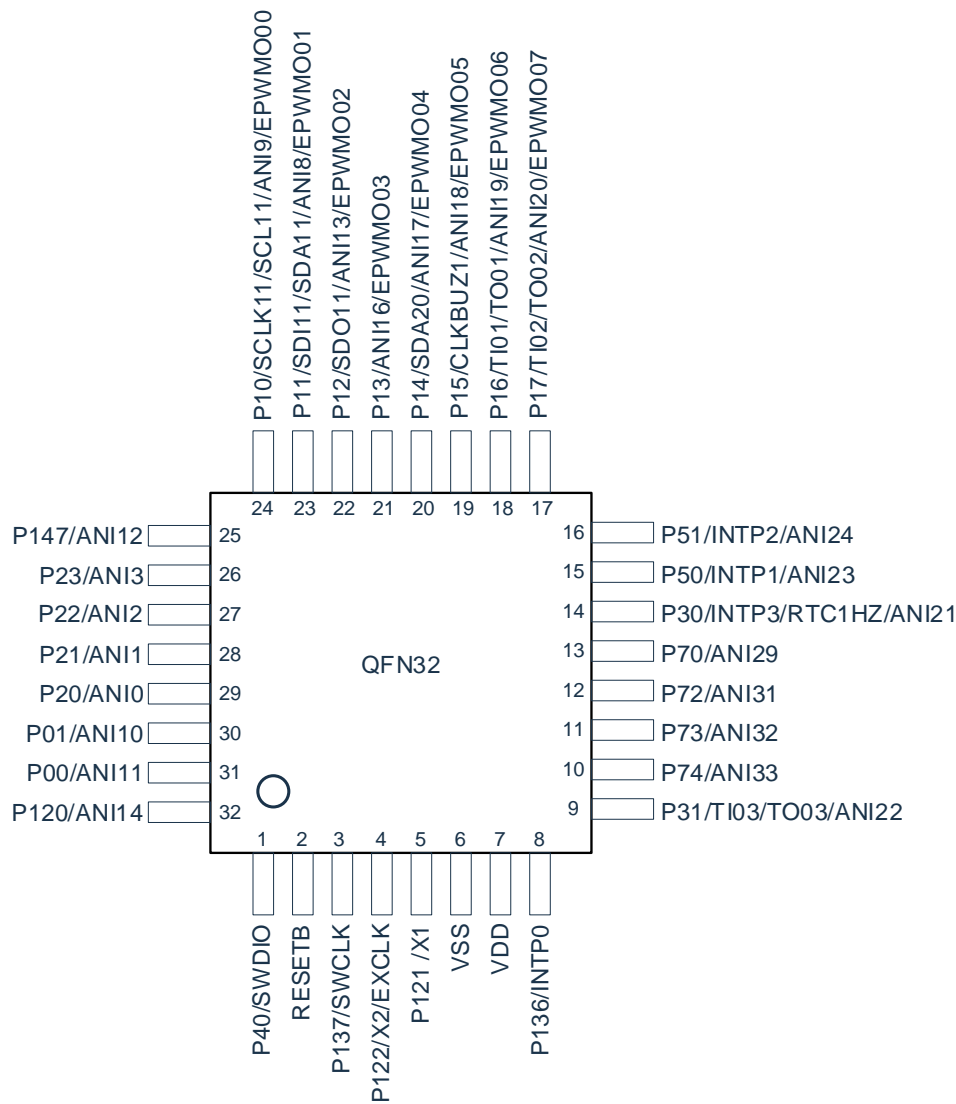 P10/SCLK11/SCL11/ANI9/EPWMO00
P11/SDI11/SDA11/ANI8/EPWMO01
P12/SDO11/ANI13/EPWMO02
P13/ANI16/EPWMO03
P14/SDA20/ANI17/EPWMO04
P15/CLKBUZ1/ANI18/EPWMO05
P16/TI01/TO01/ANI19/EPWMO06
P17/TI02/TO02/ANI20/EPWMO07
24 23 22 21 20 19 18 17
P147/ANI12 25
P23/ANI3 26
P22/ANI2 27
P21/ANI1 28
P20/ANI0 29
P01/ANI10 30
P00/ANI11 31
P120/ANI14 32
QFN32
16 P51/INTP2/ANI24
15 P50/INTP1/ANI23
14 P30/INTP3/RTC1HZ/ANI21
13 P70/ANI29
12 P72/ANI31
11 P73/ANI32
10 P74/ANI33
9 P31/TI03/TO03/ANI22
1 2 3 4 5 6 7 8
P40/SWDIO
RESETB
P137/SWCLK
P122/X2/EXCLK
P121 /X1
VSS
VDD
P136/INTP0